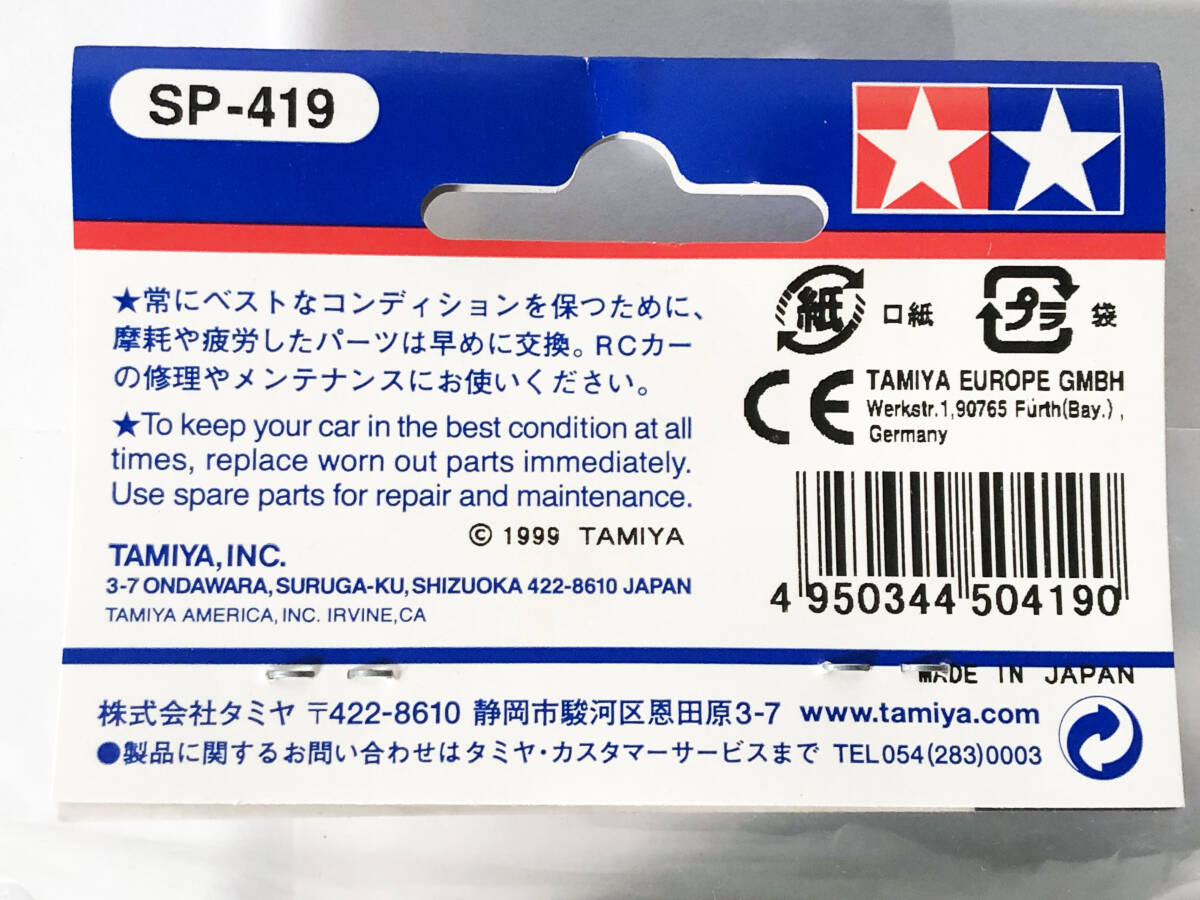 SP-419
★常にベストなコンディションを保つために、
摩耗や疲労したパーツは早めに交換。RCカー
の修理やメンテナンスにお使いください。
★To keep your car in the best condition at all
times, replace worn out parts immediately.
Use spare parts for repair and maintenance.
© 1999 TAMIYA
TAMIYA, INC.
3-7 ONDAWARA, SURUGA-KU, SHIZUOKA 422-8610 JAPAN
TAMIYA AMERICA, INC. IRVINE, CA
紙 口紙 プラ 袋
CE TAMIYA EUROPE GMBH
Werkstr.1,90765 Fürth(Bay.),
Germany
4 950344 504190
MADE IN JAPAN
株式会社タミヤ 〒422-8610 静岡市駿河区恩田原3-7 www.tamiya.com
●製品に関するお問い合わせはタミヤ・カスタマーサービスまで TEL054(283)0003